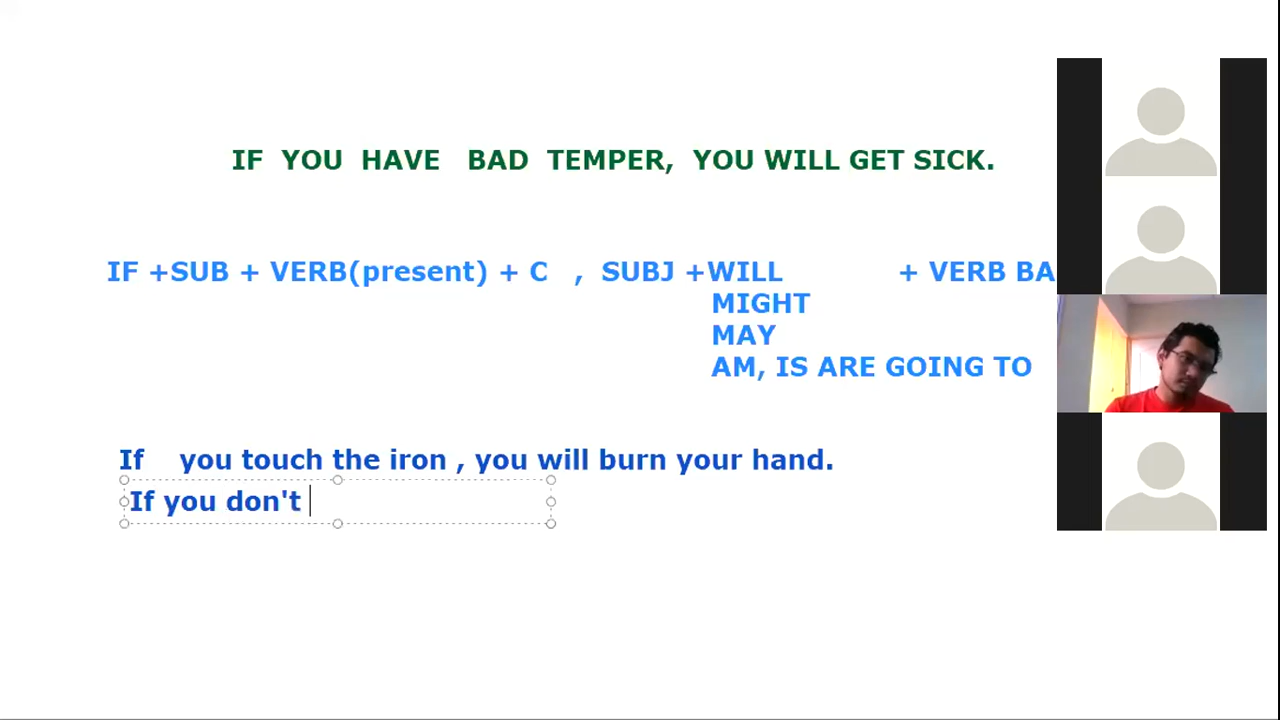 IF YOU HAVE BAD TEMPER, YOU WILL GET SICK.
IF +SUB + VERB(present) + C , SUBJ +WILL + VERB BA
MIGHT
MAY
AM, IS ARE GOING TO
If you touch the iron , you will burn your hand.
If you don't